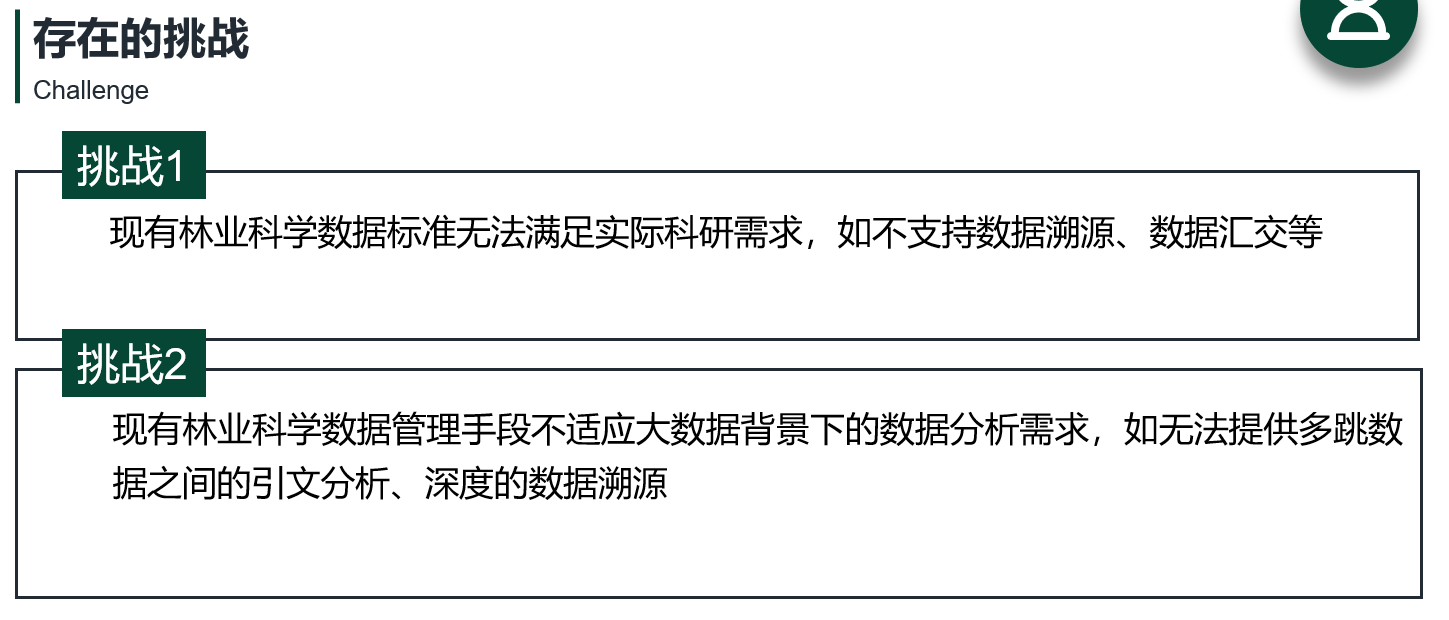 存在的挑战
Challenge
挑战1
现有林业科学数据标准无法满足实际科研需求，如不支持数据溯源、数据汇交等
挑战2
现有林业科学数据管理手段不适应大数据背景下的数据分析需求，如无法提供多跳数
据之间的引文分析、深度的数据溯源